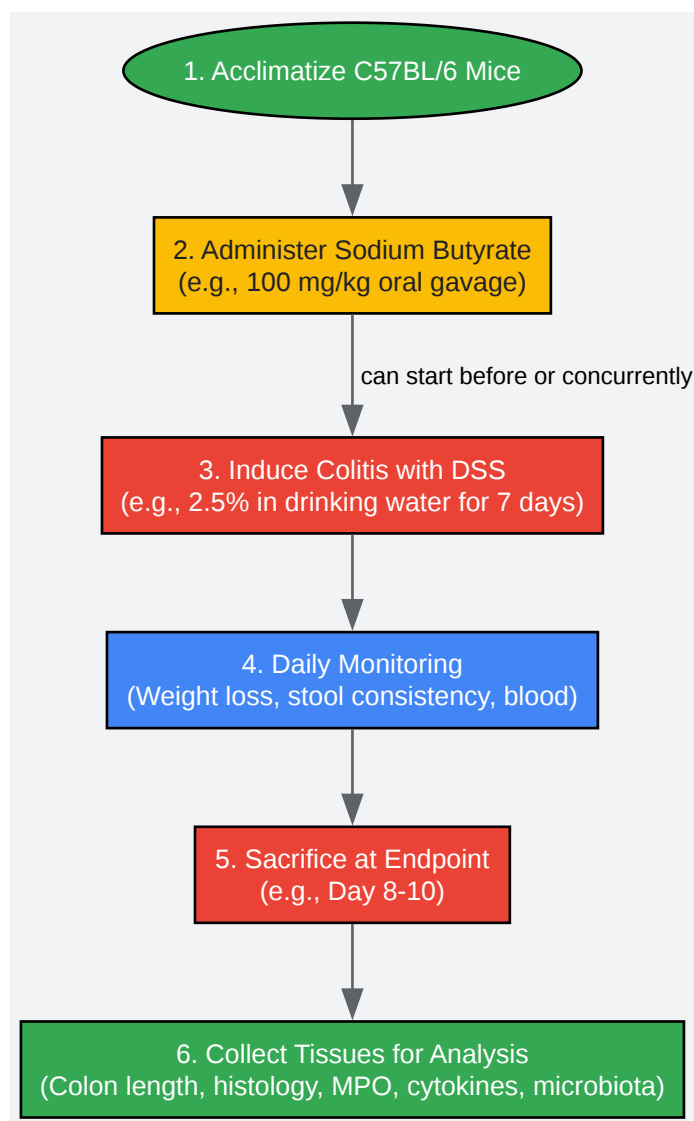 1. Acclimatize C57BL/6 Mice
2. Administer Sodium Butyrate
(e.g., 100 mg/kg oral gavage)
can start before or concurrently
3. Induce Colitis with DSS
(e.g., 2.5% in drinking water for 7 days)
4. Daily Monitoring
(Weight loss, stool consistency, blood)
5. Sacrifice at Endpoint
(e.g., Day 8-10)
6. Collect Tissues for Analysis
(Colon length, histology, MPO, cytokines, microbiota)